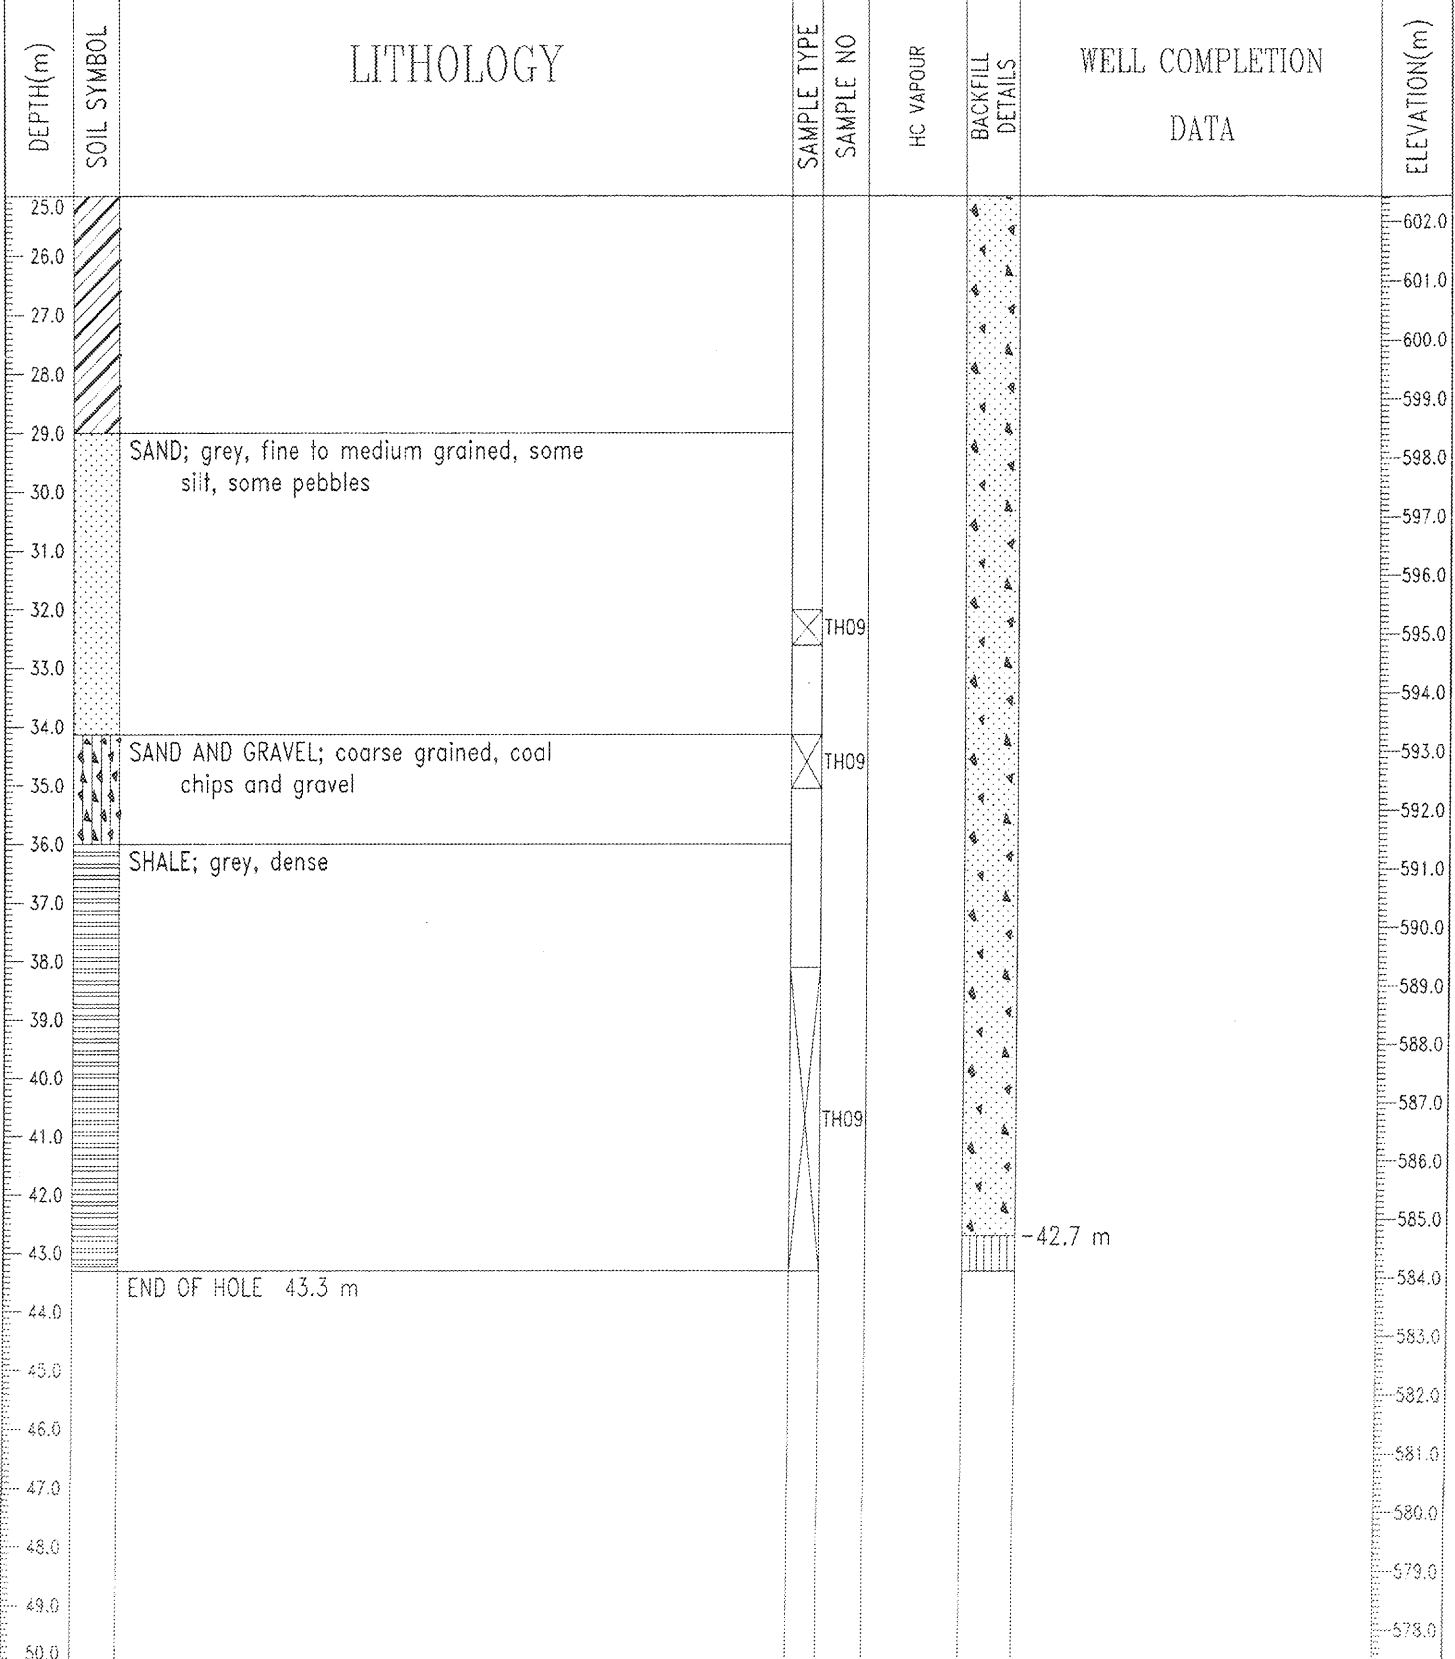 DEPTH(m)
SOIL SYMBOL
LITHOLOGY
SAMPLE TYPE
SAMPLE NO
HC VAPOUR
BACKFILL
DETAILS
WELL COMPLETION
DATA
ELEVATION(m)
25.0
602.0
26.0
601.0
27.0
600.0
28.0
599.0
29.0
SAND; grey, fine to medium grained, some
598.0
silt, some pebbles
30.0
597.0
31.0
596.0
32.0
TH09
595.0
33.0
594.0
34.0
SAND AND GRAVEL; coarse grained, coal
593.0
TH09
chips and gravel
35.0
592.0
36.0
SHALE; grey, dense
591.0
37.0
590.0
38.0
589.0
39.0
588.0
40.0
587.0
TH09
41.0
586.0
42.0
585.0
42.7 m
43.0
584.0
END OF HOLE 43.3 m
44.0
583.0
45.0
582.0
46.0
581.0
47.0
580.0
48.0
579.0
49.0
578.0
50.0